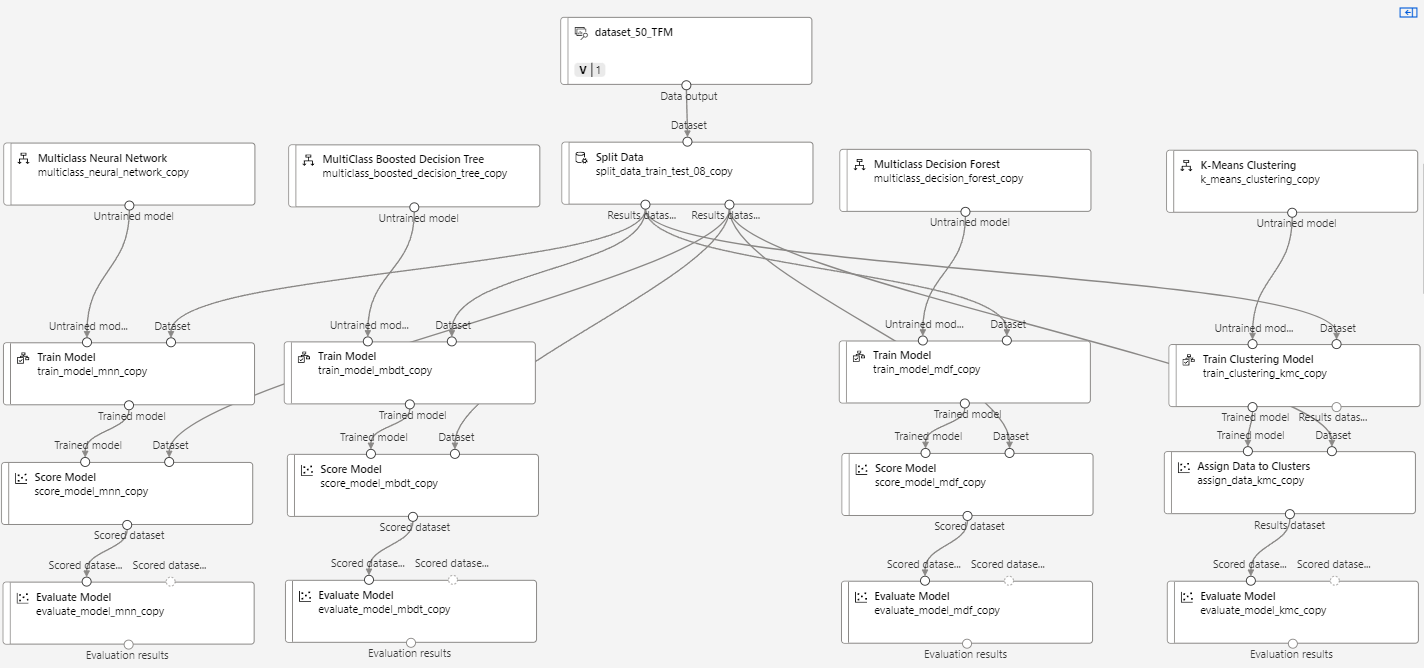 dataset_50_TFM
V | 1
Data output
Dataset
Multiclass Neural Network
multiclass_neural_network_copy
Untrained model
MultiClass Boosted Decision Tree
multiclass_boosted_decision_tree_copy
Untrained model
Split Data
split_data_train_test_08_copy
Results datas... Results datas...
Multiclass Decision Forest
multiclass_decision_forest_copy
Untrained model
K-Means Clustering
k_means_clustering_copy
Untrained model
Untrained mod... Dataset
Train Model
train_model_mnn_copy
Trained model
Untrained mod... Dataset
Train Model
train_model_mbdt_copy
Trained model
Untrained mod... Dataset
Train Model
train_model_mdf_copy
Trained model
Untrained mod... Dataset
Train Clustering Model
train_clustering_kmc_copy
Trained model Results datas...
Trained model Dataset
Score Model
score_model_mnn_copy
Scored dataset
Trained model Dataset
Score Model
score_model_mbdt_copy
Scored dataset
Trained model Dataset
Score Model
score_model_mdf_copy
Scored dataset
Trained model Dataset
Assign Data to Clusters
assign_data_kmc_copy
Results dataset
Scored datase... Scored datase...
Evaluate Model
evaluate_model_mnn_copy
Evaluation results
Scored datase... Scored datase...
Evaluate Model
evaluate_model_mbdt_copy
Evaluation results
Scored datase... Scored datase...
Evaluate Model
evaluate_model_mdf_copy
Evaluation results
Scored datase... Scored datase...
Evaluate Model
evaluate_model_kmc_copy
Evaluation results